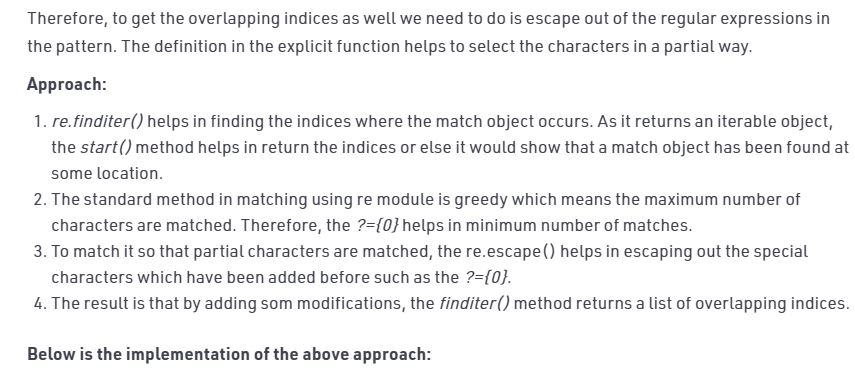 Therefore, to get the overlapping indices as well we need to do is escape out of the regular expressions in
the pattern. The definition in the explicit function helps to select the characters in a partial way.
Approach:
1. re.finditer() helps in finding the indices where the match object occurs. As it returns an iterable object,
the start() method helps in return the indices or else it would show that a match object has been found at
some location.
2. The standard method in matching using re module is greedy which means the maximum number of
characters are matched. Therefore, the ?={0} helps in minimum number of matches.
3. To match it so that partial characters are matched, the re.escape() helps in escaping out the special
characters which have been added before such as the ?={0}.
4. The result is that by adding som modifications, the finditer() method returns a list of overlapping indices.
Below is the implementation of the above approach: